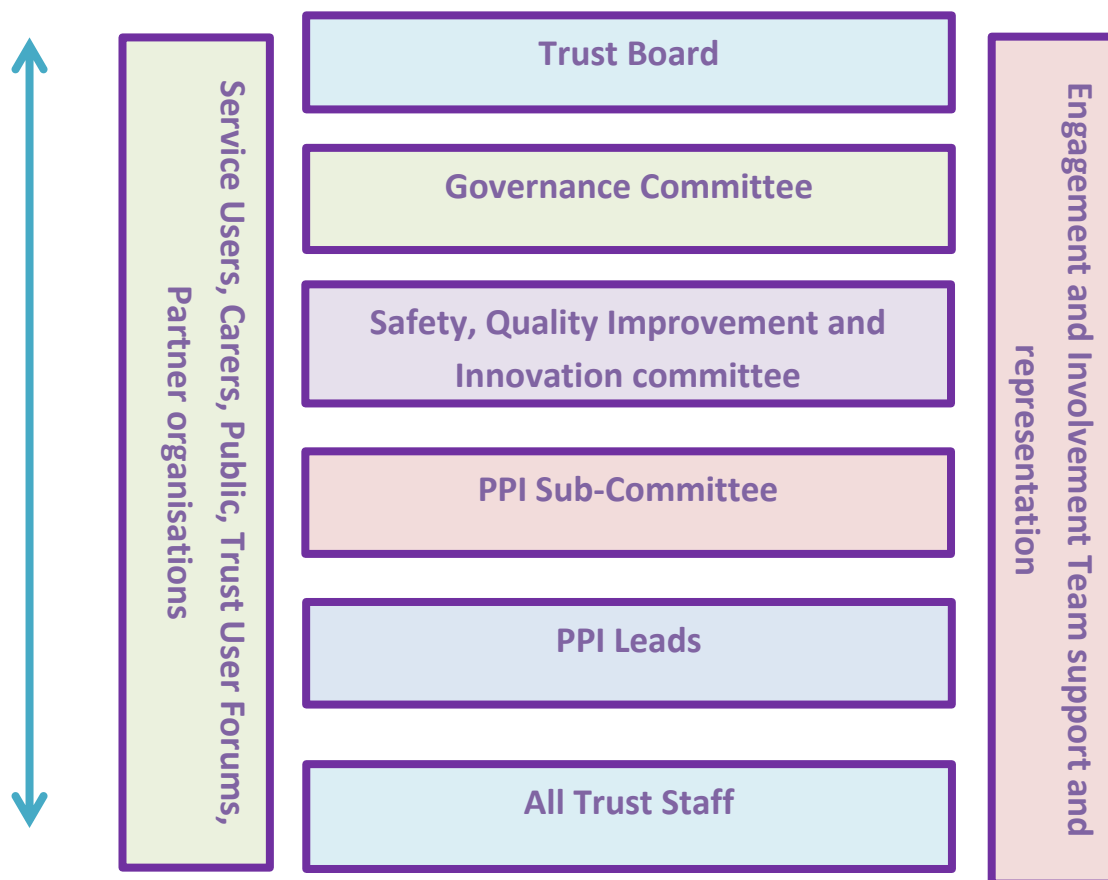 Trust Board
Governance Committee
Safety, Quality Improvement and
Innovation committee
PPI Sub-Committee
PPI Leads
All Trust Staff
Service Users, Carers, Public, Trust User Forums,
Partner organisations
Engagement and Involvement Team support and
representation